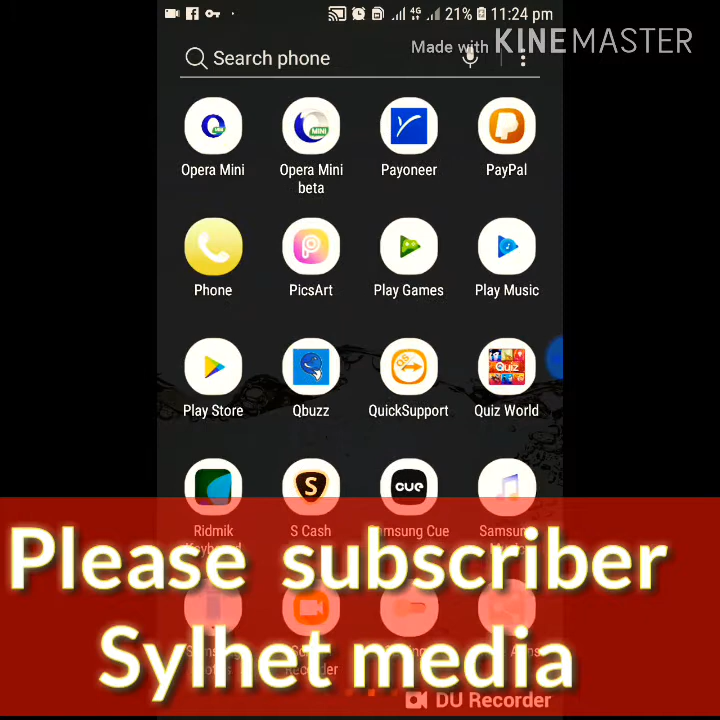 21% 11:24 pm
Made with KINEMASTER
Search phone
Opera Mini
Opera Mini beta
Payoneer
PayPal
Phone
PicsArt
Play Games
Play Music
Play Store
Qbuzz
QuickSupport
Quiz World
Ridmik Keyboard
S Cash
Samsung Cue
Please subscriber
Sylhet media
DU Recorder